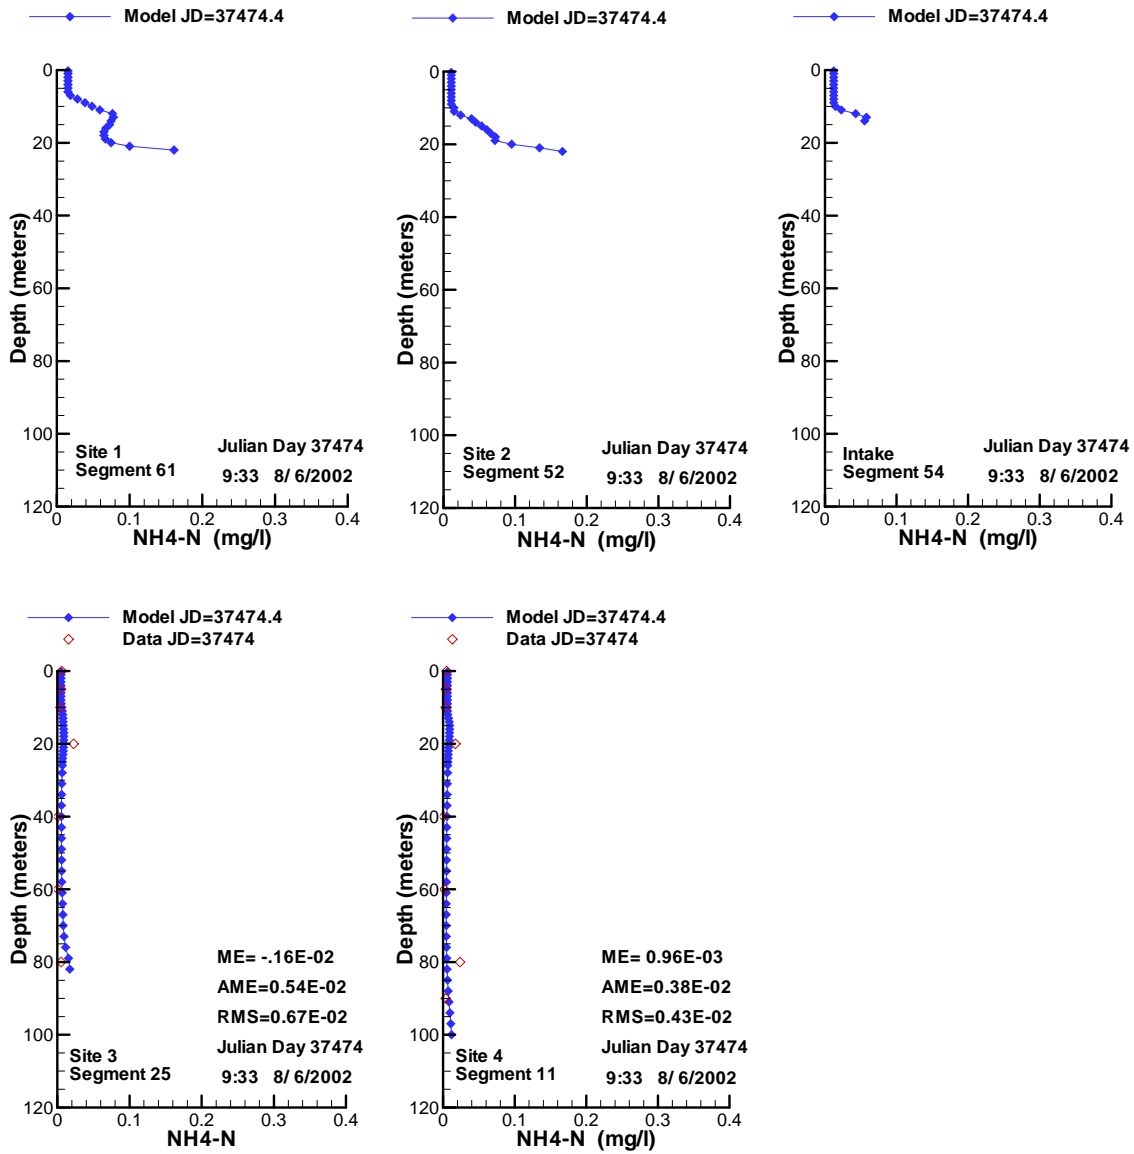 Model JD=37474.4
0
20
40
60
80
100
120
Depth (meters)
Site 1
Segment 61
Julian Day 37474
9:33 8/ 6/2002
0 0.1 0.2 0.3 0.4
NH4-N (mg/l)
Model JD=37474.4
0
20
40
60
80
100
120
Depth (meters)
Site 2
Segment 52
Julian Day 37474
9:33 8/ 6/2002
0 0.1 0.2 0.3 0.4
NH4-N (mg/l)
Model JD=37474.4
0
20
40
60
80
100
120
Depth (meters)
Intake
Segment 54
Julian Day 37474
9:33 8/ 6/2002
0 0.1 0.2 0.3 0.4
NH4-N (mg/l)
Model JD=37474.4
Data JD=37474
0
20
40
60
80
100
120
Depth (meters)
ME= -.16E-02
AME=0.54E-02
RMS=0.67E-02
Site 3
Segment 25
Julian Day 37474
9:33 8/ 6/2002
0 0.1 0.2 0.3 0.4
NH4-N
Model JD=37474.4
Data JD=37474
0
20
40
60
80
100
120
Depth (meters)
ME= 0.96E-03
AME=0.38E-02
RMS=0.43E-02
Site 4
Segment 11
Julian Day 37474
9:33 8/ 6/2002
0 0.1 0.2 0.3 0.4
NH4-N (mg/l)